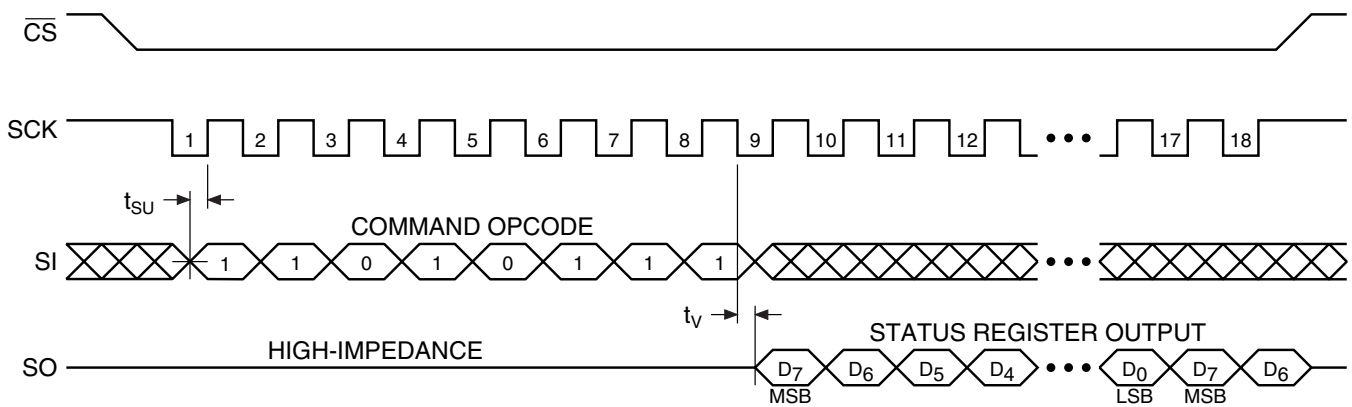 CS
SCK 1 2 3 4 5 6 7 8 9 10 11 12 ••• 17 18
tSU
COMMAND OPCODE
SI 1 1 0 1 0 1 1 1 •••
tV
HIGH-IMPEDANCE STATUS REGISTER OUTPUT
SO D7 D6 D5 D4 ••• D0 D7 D6
MSB LSB MSB